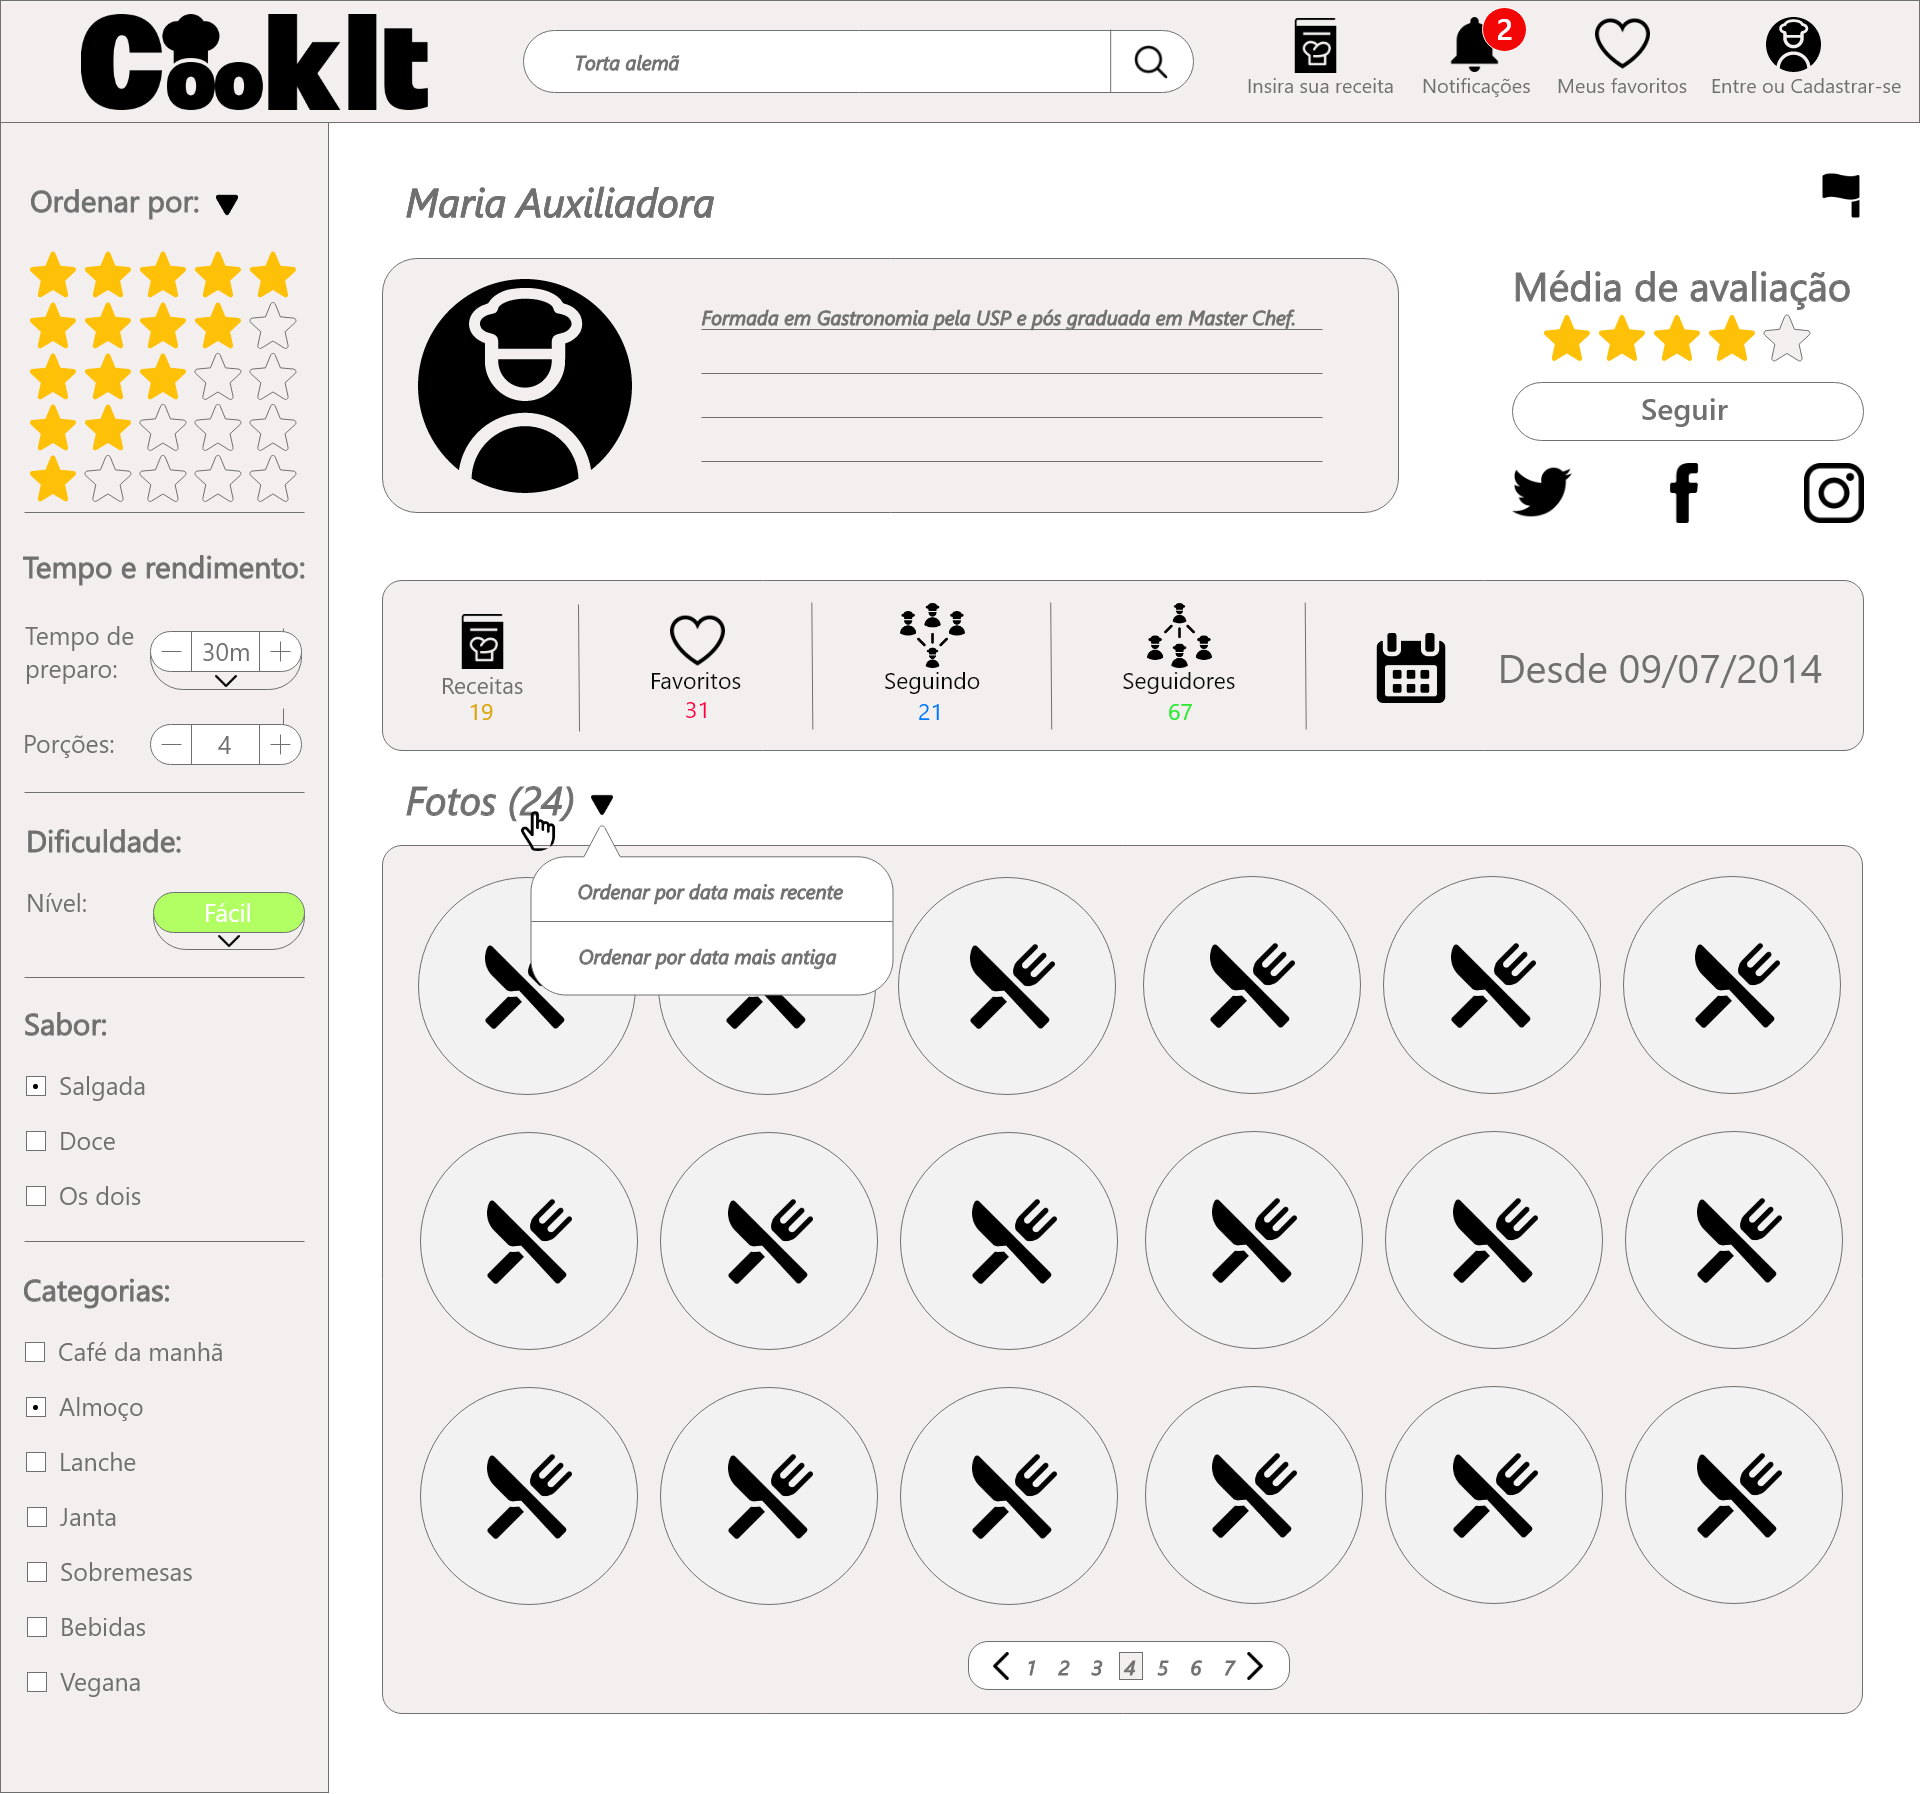 CookIt
Torta alemã
2
Insira sua receita
Notificações
Meus favoritos
Entre ou Cadastrar-se
Ordenar por:
Tempo e rendimento:
Tempo de
preparo:
30m
Porções:
4
Dificuldade:
Nível:
Fácil
Sabor:
Salgada
Doce
Os dois
Categorias:
Café da manhã
Almoço
Lanche
Janta
Sobremesas
Bebidas
Vegana
Maria Auxiliadora
Formada em Gastronomia pela USP e pós graduada em Master Chef.
Média de avaliação
Seguir
Receitas
19
Favoritos
31
Seguindo
21
Seguidores
67
Desde 09/07/2014
Fotos (24)
Ordenar por data mais recente
Ordenar por data mais antiga
1 2 3 4 5 6 7